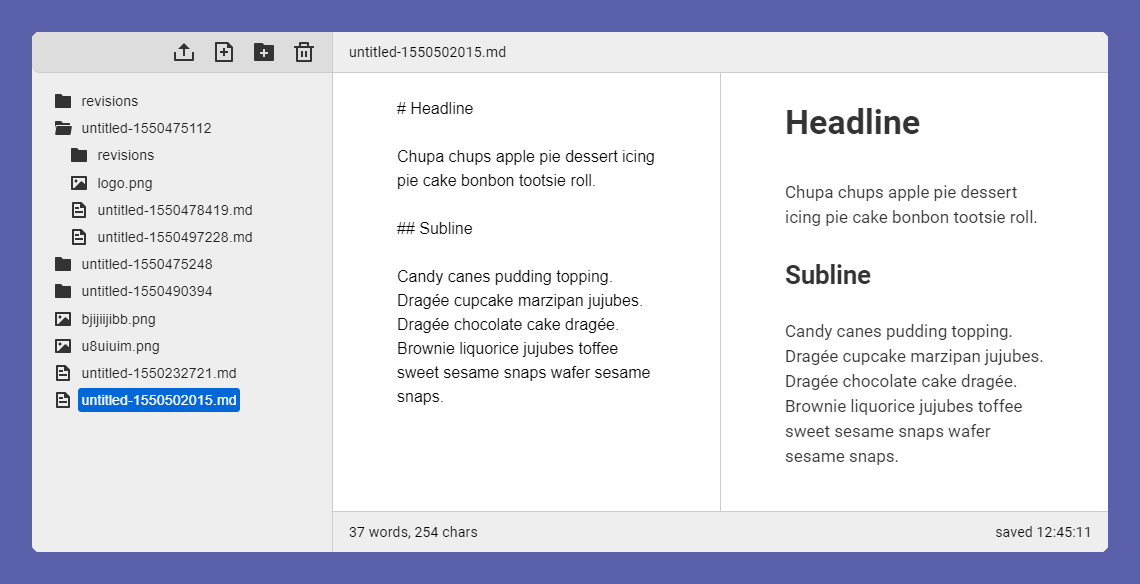 untitled-1550502015.md
revisions
untitled-1550475112
revisions
logo.png
untitled-1550478419.md
untitled-1550497228.md
untitled-1550475248
untitled-1550490394
bjijiijibb.png
u8uiuim.png
untitled-1550232721.md
untitled-1550502015.md
# Headline
Chupa chups apple pie dessert icing
pie cake bonbon tootsie roll.
## Subline
Candy canes pudding topping.
Dragée cupcake marzipan jujubes.
Dragée chocolate cake dragée.
Brownie liquorice jujubes toffee
sweet sesame snaps wafer sesame
snaps.
Headline
Chupa chups apple pie dessert
icing pie cake bonbon tootsie roll.
Subline
Candy canes pudding topping.
Dragée cupcake marzipan jujubes.
Dragée chocolate cake dragée.
Brownie liquorice jujubes toffee
sweet sesame snaps wafer
sesame snaps.
37 words, 254 chars
saved 12:45:11